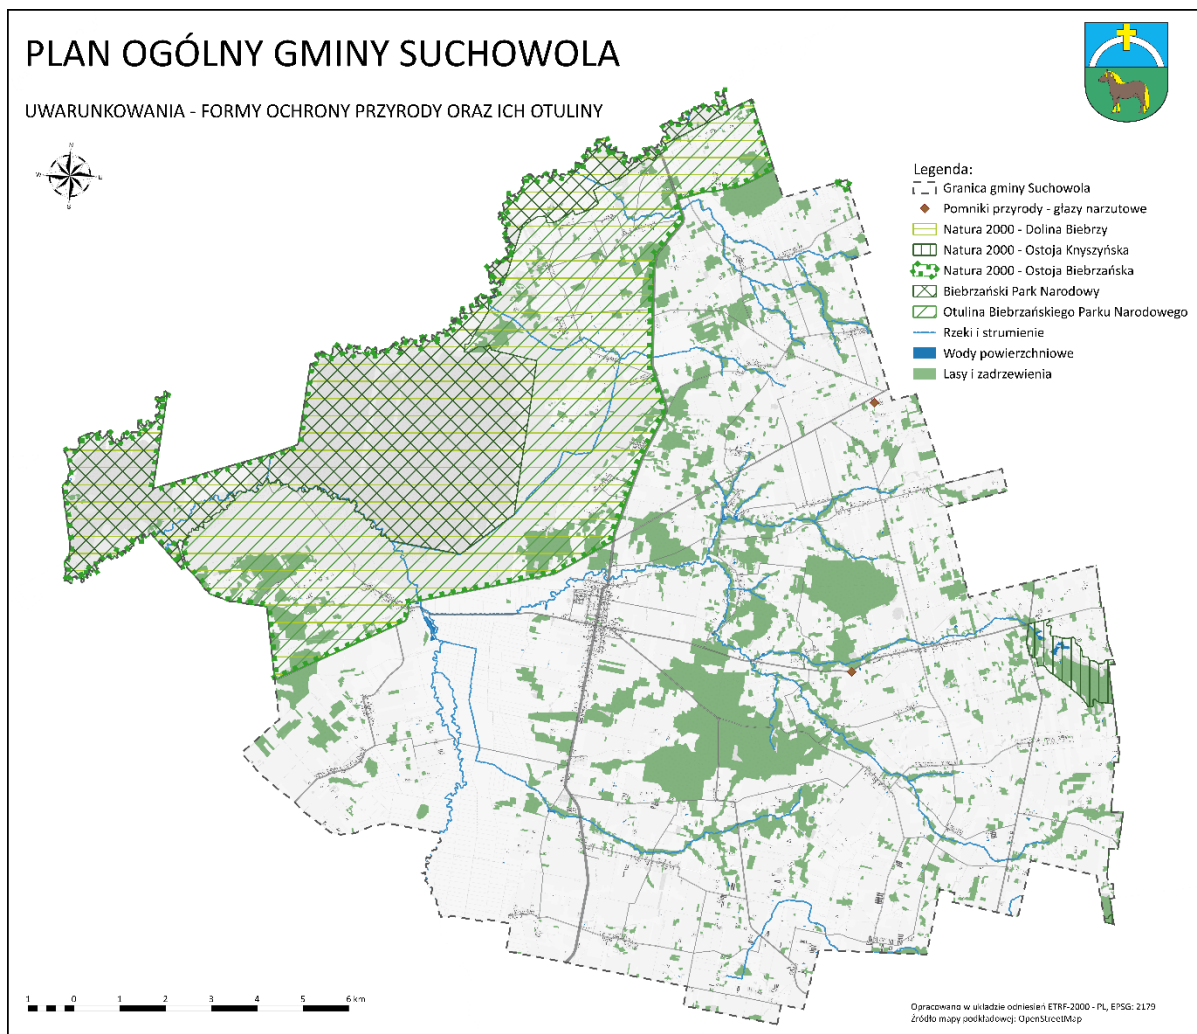 PLAN OGÓLNY GMINY SUCHOWOLA
UWARUNKOWANIA - FORMY OCHRONY PRZYRODY ORAZ ICH OTULINY
N
W
E
S
Legenda:
Granica gminy Suchowola
Pomniki przyrody - głazy narzutowe
Natura 2000 - Dolina Biebrzy
Natura 2000 - Ostoja Knyszyńska
Natura 2000 - Ostoja Biebrzańska
Biebrzański Park Narodowy
Otulina Biebrzańskiego Parku Narodowego
Rzeki i strumienie
Wody powierzchniowe
Lasy i zadrzewienia
1 0 1 2 3 4 5 6 km
Opracowano w układzie odniesień ETRF-2000 - PL, EPSG: 2179
Źródło mapy podkładowej: OpenStreetMap